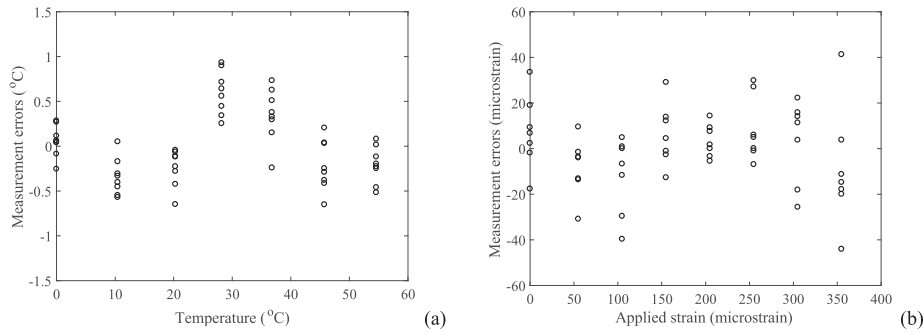 1.5
1
0.5
0
-0.5
-1
-1.5
Measurement errors (°C)
0 10 20 30 40 50 60
Temperature (°C)
(a)
60
40
20
0
-20
-40
-60
Measurement errors (microstrain)
0 50 100 150 200 250 300 350 400
Applied strain (microstrain)
(b)